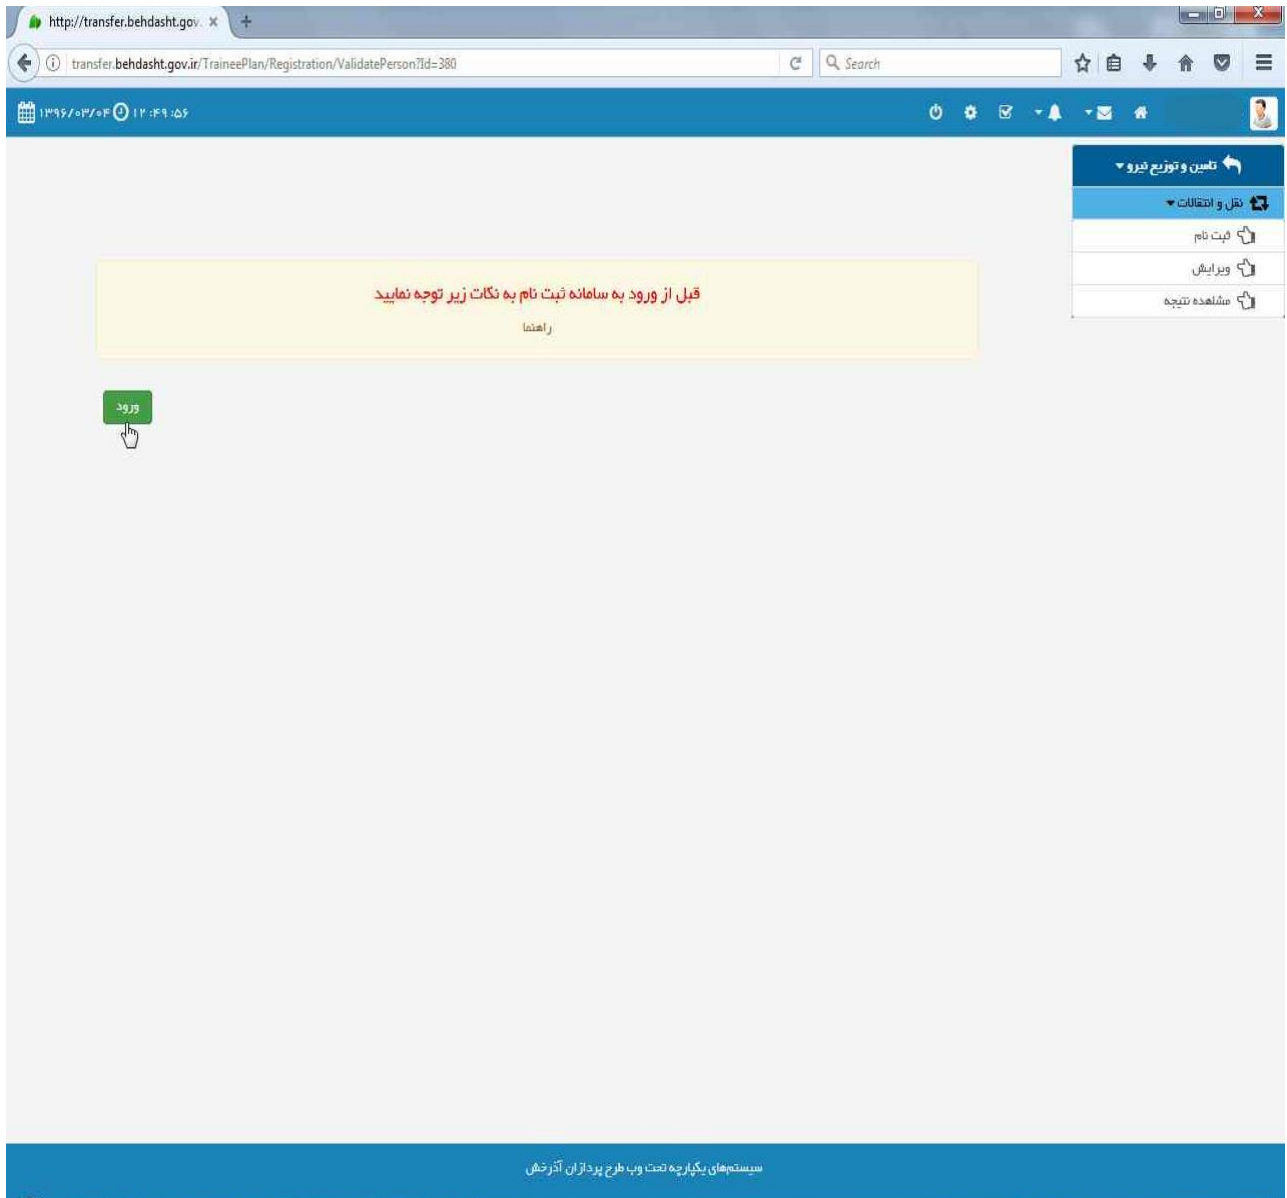 http://transfer.behdasht.gov.
transfer.behdasht.gov.ir/TraineePlan/Registration/ValidatePerson?Id=380
Search
۱۳۹۶/۰۳/۰۴ ۱۲:۴۹:۵۶
تامین و توزیع نیرو
نقل و انتقالات
ثبت نام
ویرایش
مشاهده نتیجه
قبل از ورود به سامانه ثبت نام به نکات زیر توجه نمایید
راهنما
ورود
سیستمهای یکپارچه تحت وب طرح پردازان آذرخش